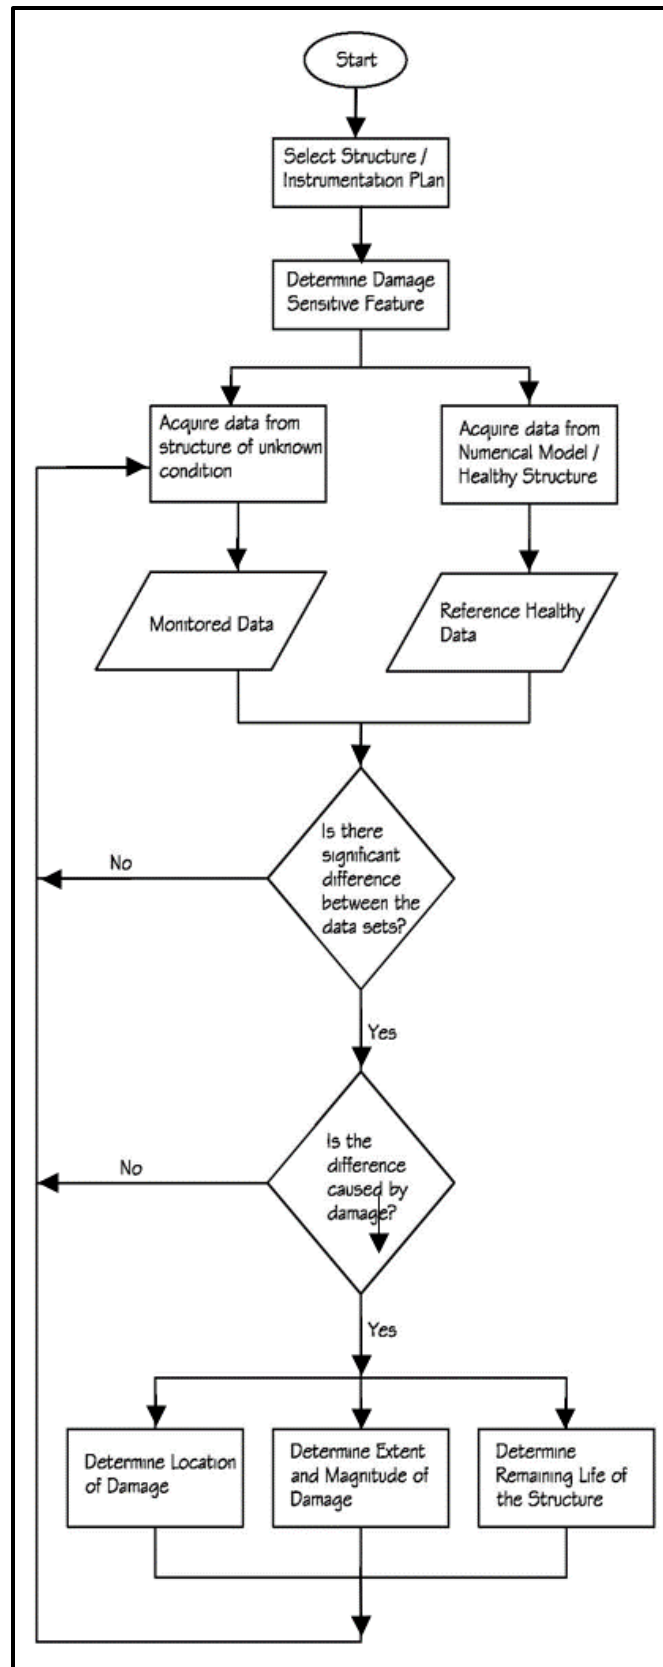 Start
Select Structure /
Instrumentation PLan
Determine Damage
Sensitive Feature
Acquire data from
structure of unknown
condition
Acquire data from
Numerical Model /
Healthy Structure
Monitored Data
Reference Healthy
Data
Is there
significant
difference
between the
data sets?
No
Yes
Is the
difference
caused by
damage?
No
Yes
Determine Location
of Damage
Determine Extent
and Magnitude of
Damage
Determine
Remaining Life of
the Structure